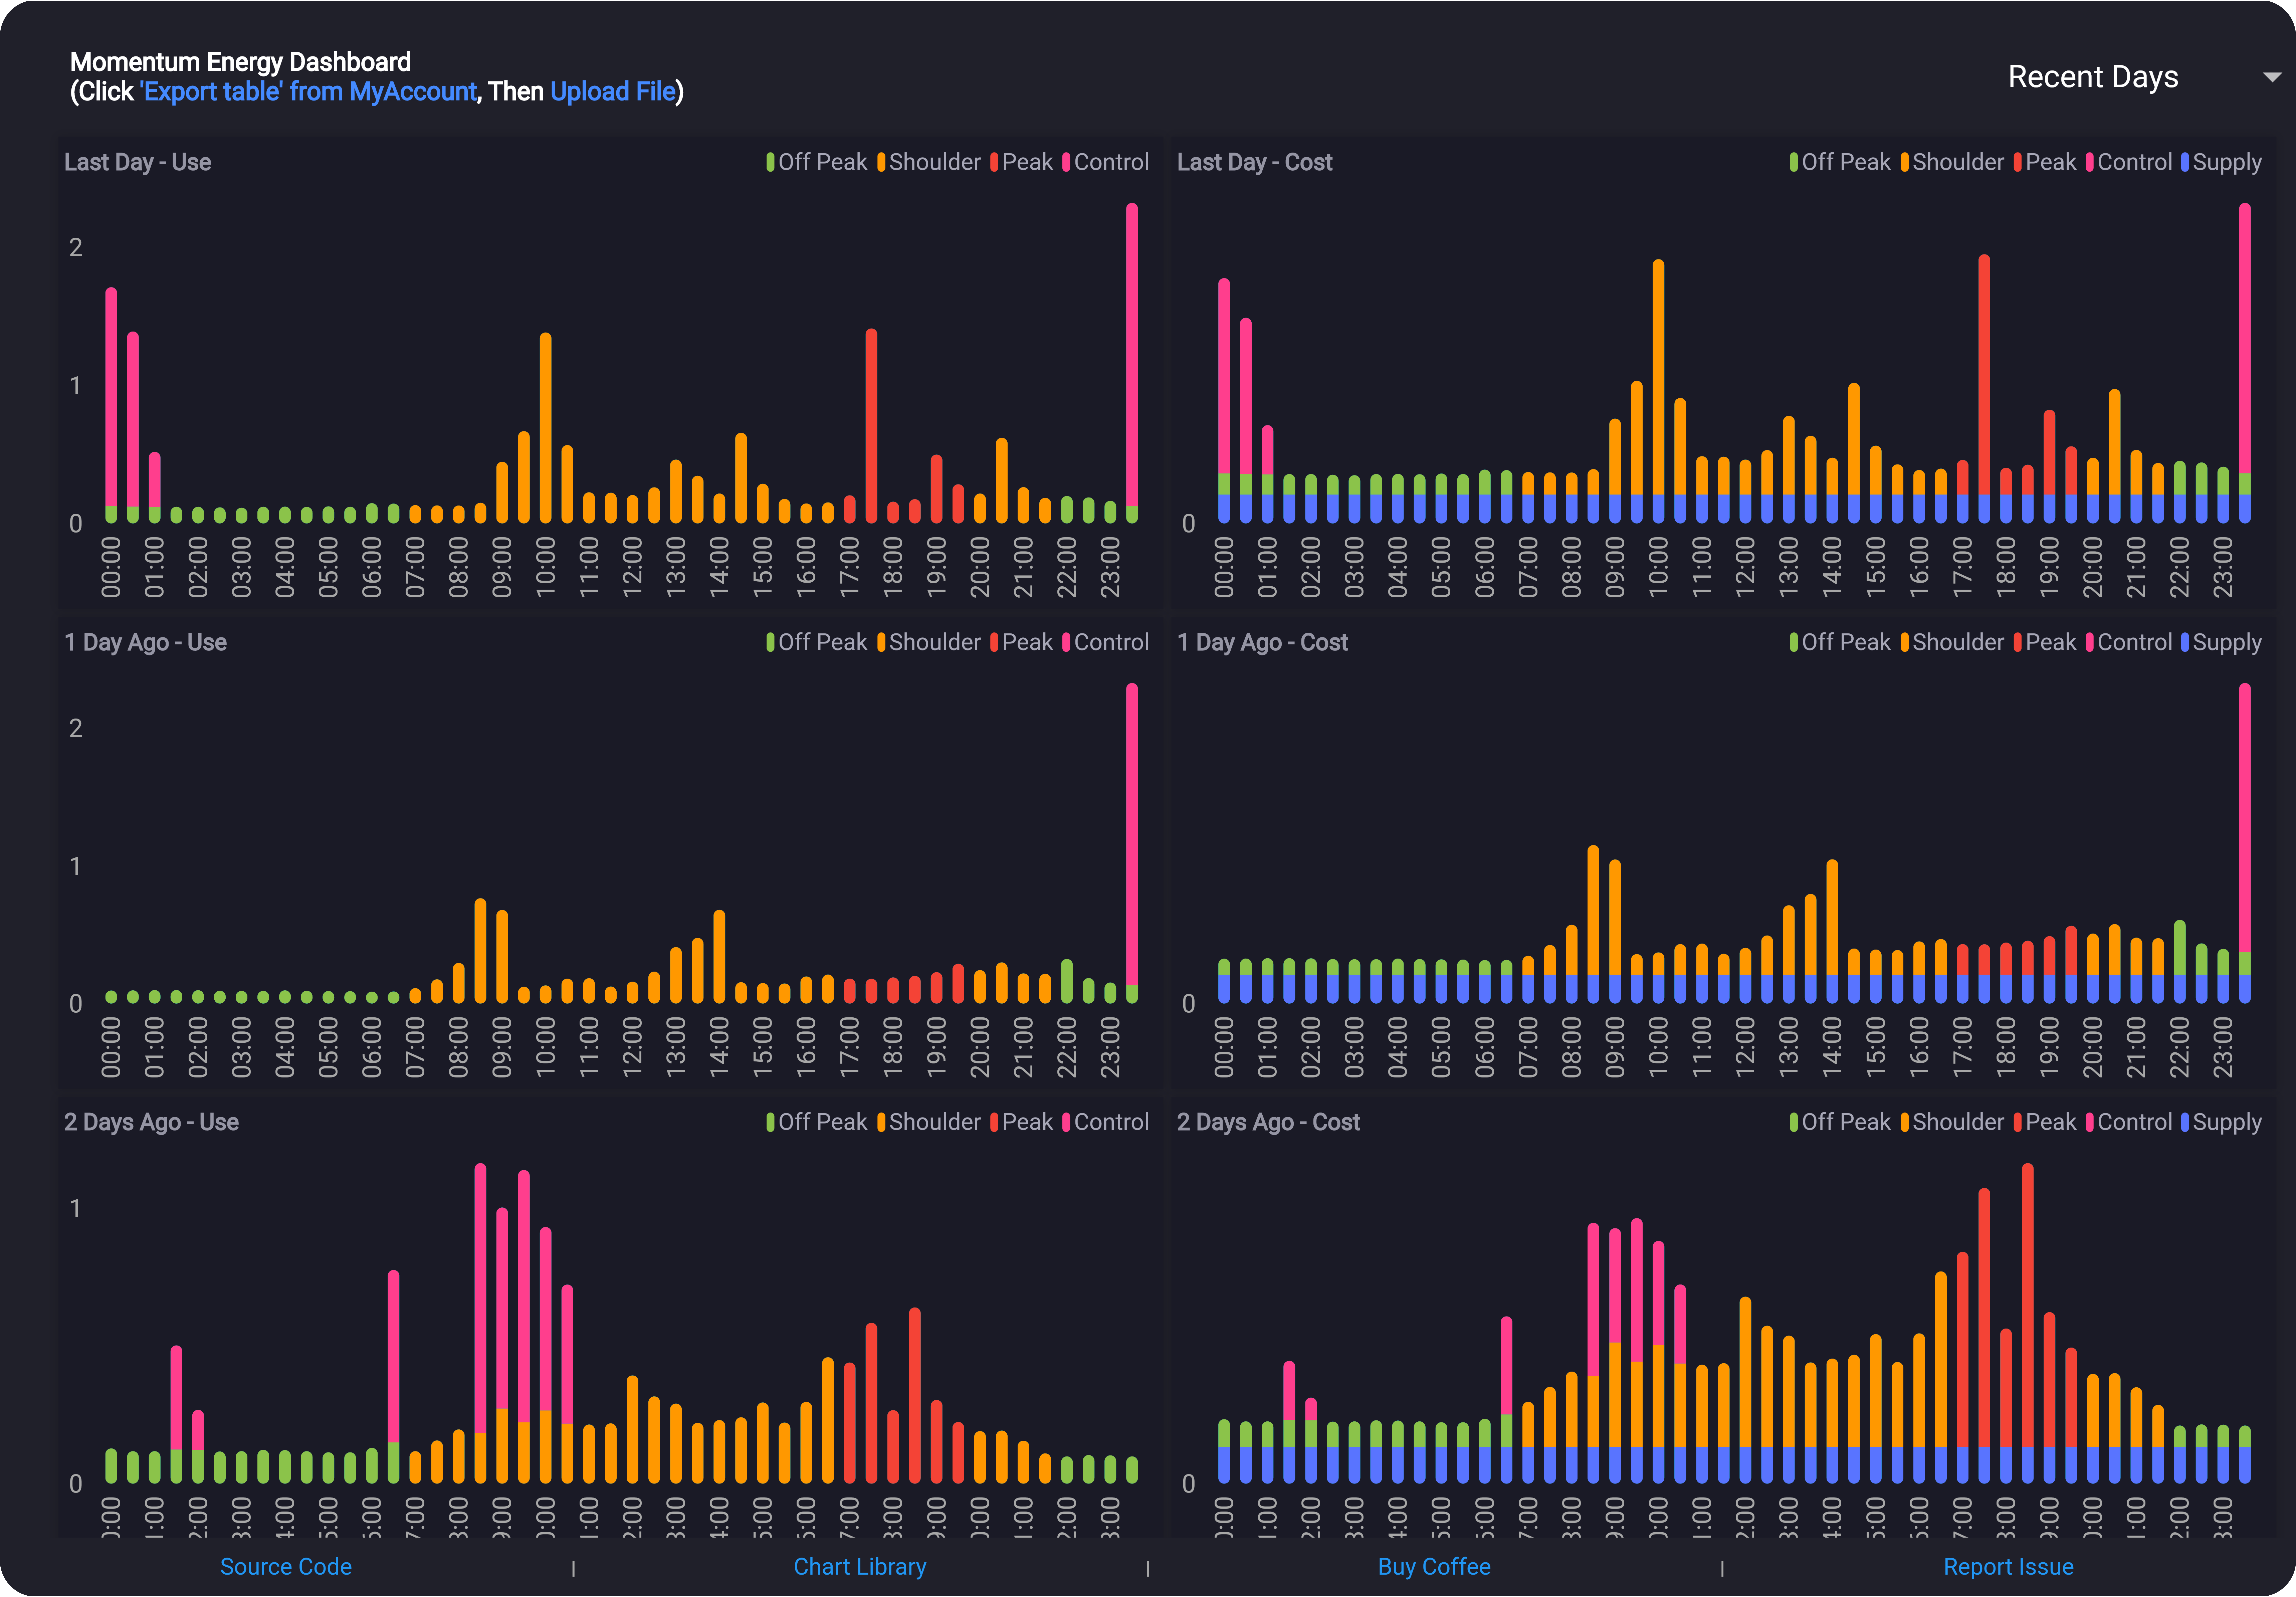 Momentum Energy Dashboard
(Click 'Export table' from MyAccount, Then Upload File)
Recent Days
Last Day - Use
Off Peak Shoulder Peak Control
2
1
0
00:00 01:00 02:00 03:00 04:00 05:00 06:00 07:00 08:00 09:00 10:00 11:00 12:00 13:00 14:00 15:00 16:00 17:00 18:00 19:00 20:00 21:00 22:00 23:00
Last Day - Cost
Off Peak Shoulder Peak Control Supply
0
00:00 01:00 02:00 03:00 04:00 05:00 06:00 07:00 08:00 09:00 10:00 11:00 12:00 13:00 14:00 15:00 16:00 17:00 18:00 19:00 20:00 21:00 22:00 23:00
1 Day Ago - Use
Off Peak Shoulder Peak Control
2
1
0
00:00 01:00 02:00 03:00 04:00 05:00 06:00 07:00 08:00 09:00 10:00 11:00 12:00 13:00 14:00 15:00 16:00 17:00 18:00 19:00 20:00 21:00 22:00 23:00
1 Day Ago - Cost
Off Peak Shoulder Peak Control Supply
0
00:00 01:00 02:00 03:00 04:00 05:00 06:00 07:00 08:00 09:00 10:00 11:00 12:00 13:00 14:00 15:00 16:00 17:00 18:00 19:00 20:00 21:00 22:00 23:00
2 Days Ago - Use
Off Peak Shoulder Peak Control
1
0
2 Days Ago - Cost
Off Peak Shoulder Peak Control Supply
0
Source Code | Chart Library | Buy Coffee | Report Issue